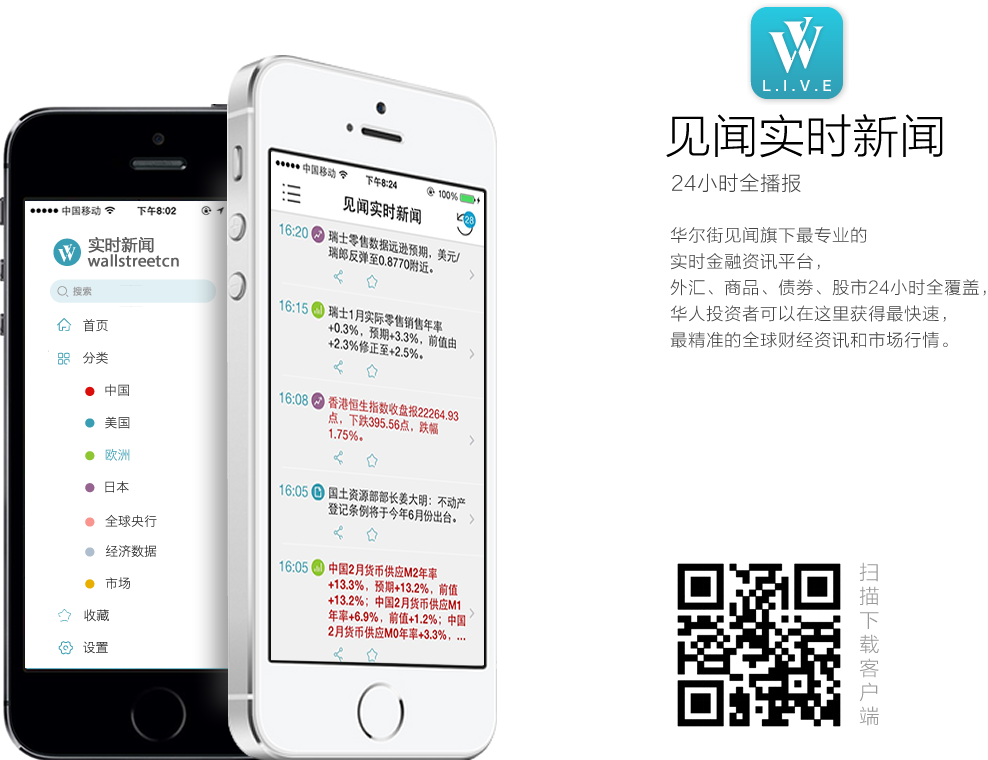 中国移动 下午8:02
实时新闻
wallstreetcn
搜索
首页
分类
中国
美国
欧洲
日本
全球央行
经济数据
市场
收藏
设置
中国移动 下午8:24 100%
见闻实时新闻 28
16:20 瑞士零售数据远逊预期，美元/
瑞郎反弹至0.8770附近。
16:15 瑞士1月实际零售销售年率
+0.3%，预期+3.3%，前值由
+2.3%修正至+2.5%。
16:08 香港恒生指数收盘报22264.93
点，下跌395.56点，跌幅
1.75%。
16:05 国土资源部部长姜大明：不动产
登记条例将于今年6月份出台。
16:05 中国2月货币供应M2年率
+13.3%，预期+13.2%，前值
+13.2%；中国2月货币供应M1
年率+6.9%，前值+1.2%；中国
2月货币供应M0年率+3.3%，...
W
L.I.V.E
见闻实时新闻
24小时全播报
华尔街见闻旗下最专业的
实时金融资讯平台，
外汇、商品、债券、股市24小时全覆盖，
华人投资者可以在这里获得最快速，
最精准的全球财经资讯和市场行情。
扫描下载客户端